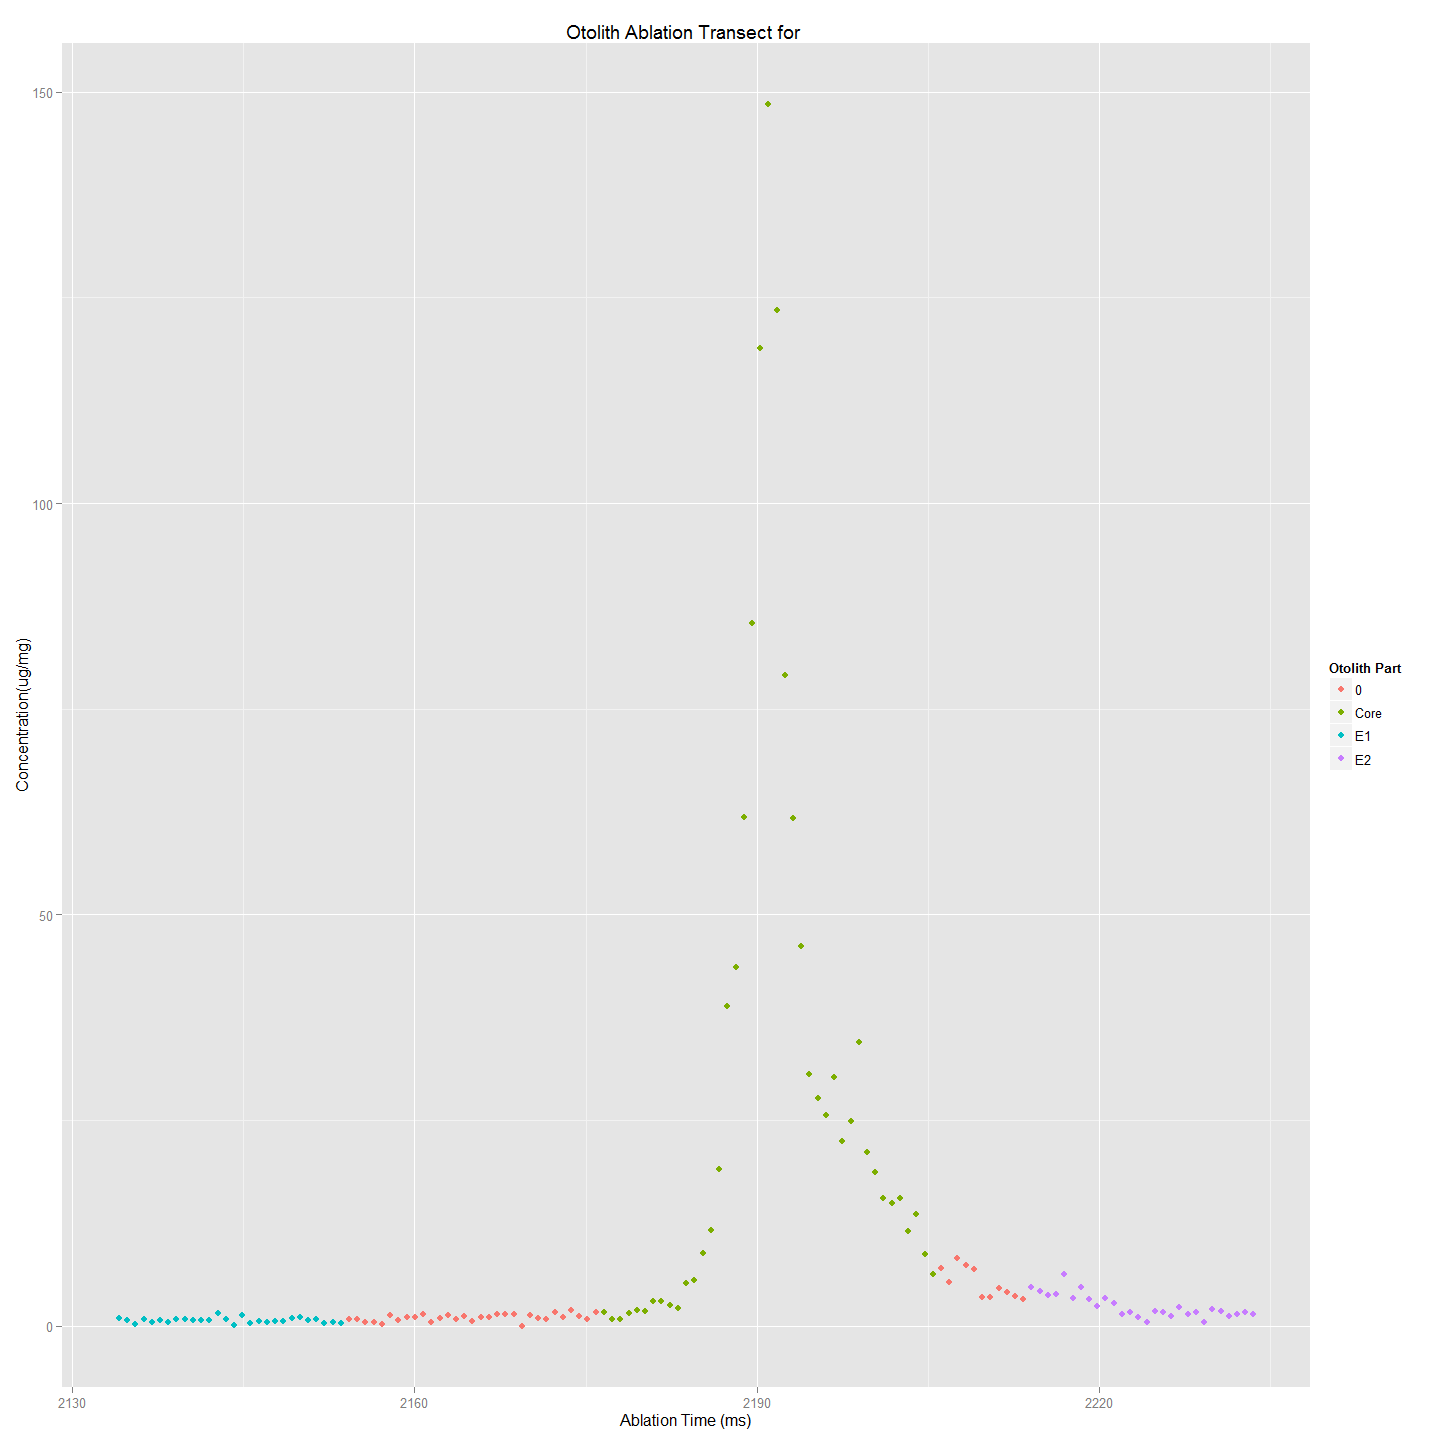 Otolith Ablation Transect for
150
100
50
0
Concentration(ug/mg)
2130
2160
2190
2220
Ablation Time (ms)
Otolith Part
0
Core
E1
E2